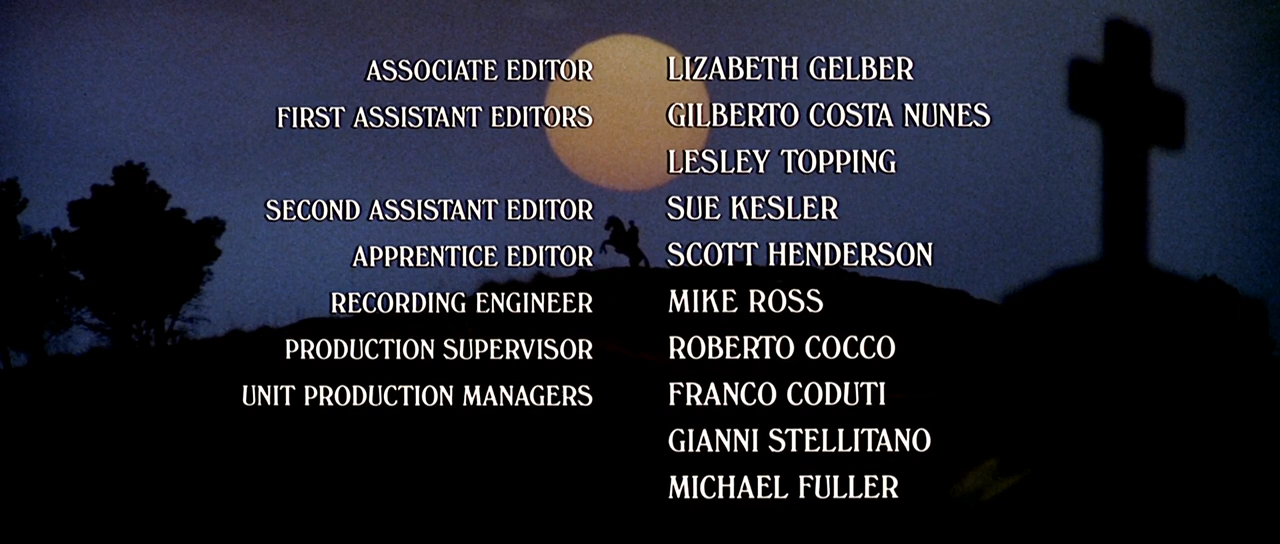 ASSOCIATE EDITOR LIZABETH GELBER
FIRST ASSISTANT EDITORS GILBERTO COSTA NUNES
LESLEY TOPPING
SECOND ASSISTANT EDITOR SUE KESLER
APPRENTICE EDITOR SCOTT HENDERSON
RECORDING ENGINEER MIKE ROSS
PRODUCTION SUPERVISOR ROBERTO COCCO
UNIT PRODUCTION MANAGERS FRANCO CODUTI
GIANNI STELLITANO
MICHAEL FULLER